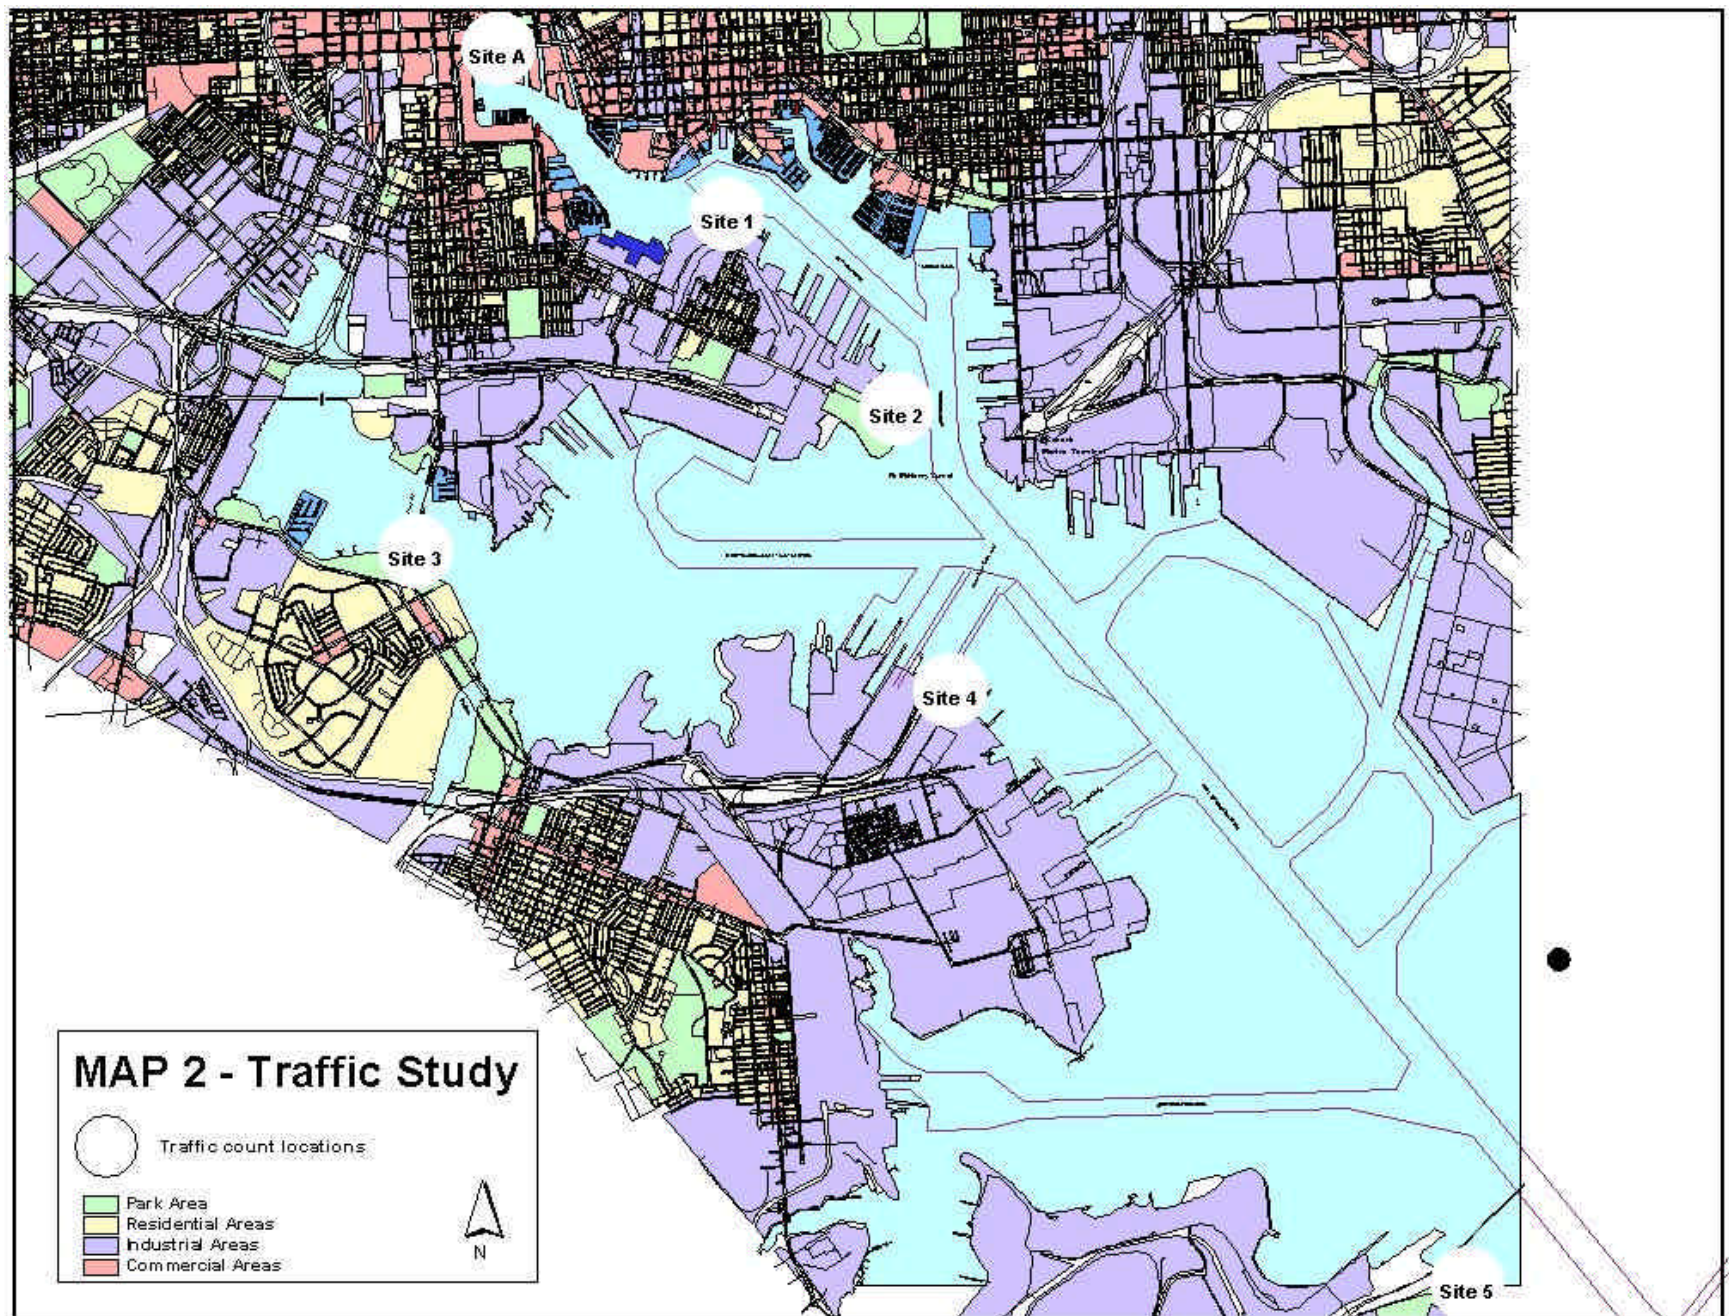 Site A
Site 1
Site 2
Site 3
Site 4
MAP 2 - Traffic Study
Traffic count locations
Park Area
Residential Areas
Industrial Areas
Commercial Areas
N
Site 5